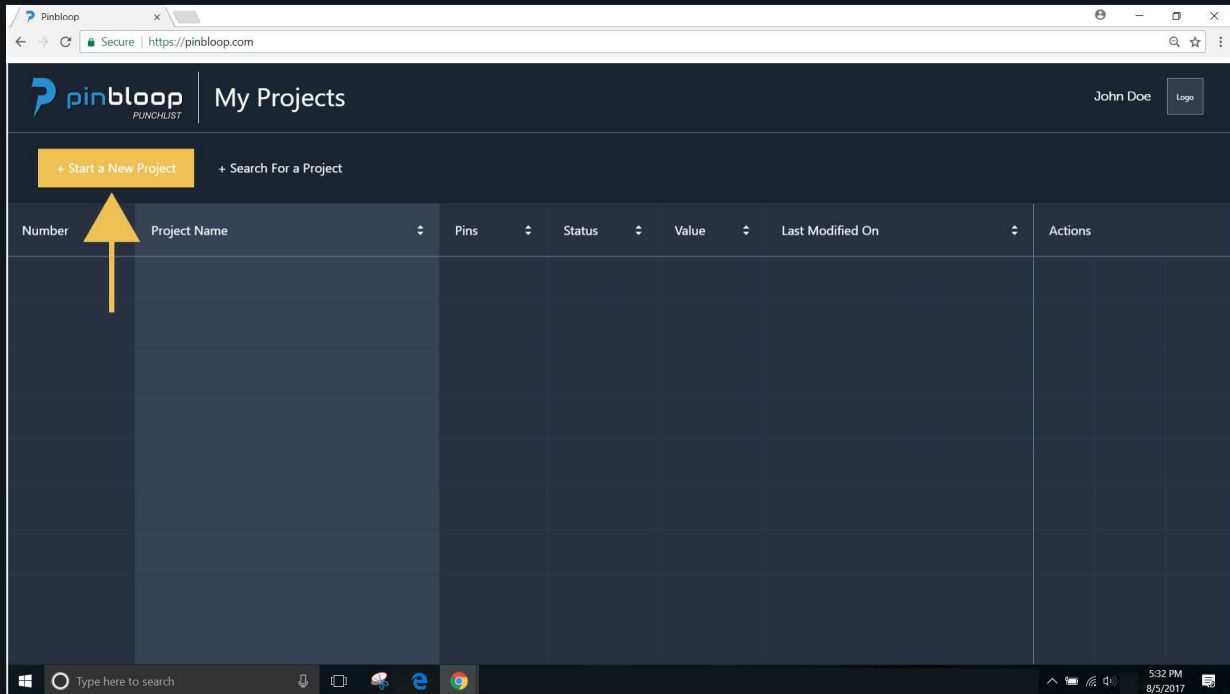 Pinbloop
Secure | https://pinbloop.com
pinbloop
PUNCHLIST
My Projects
John Doe
Logo
+ Start a New Project
+ Search For a Project
Number
Project Name
Pins
Status
Value
Last Modified On
Actions
Type here to search
5:32 PM
8/5/2017